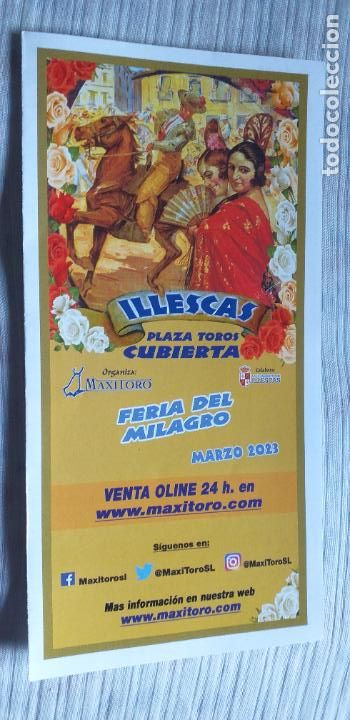 todocoleccion
ILLESCAS
PLAZA TOROS
CUBIERTA
Organiza:
MAXITORO
Colabora:
ILLESCAS
FERIA DEL
MILAGRO
MARZO 2023
VENTA OLINE 24 h. en
www.maxitoro.com
Síguenos en:
Maxitorosl
@MaxiToroSL
@MaxiToroSL
Mas información en nuestra web
www.maxitoro.com